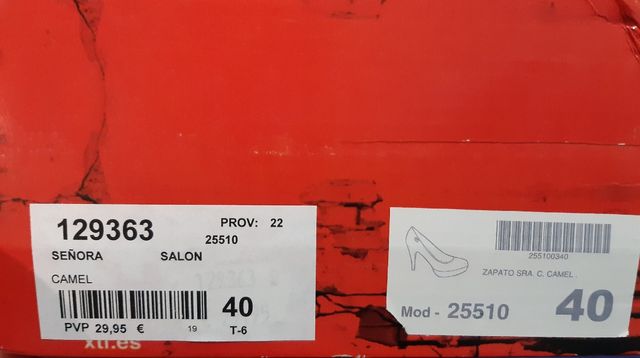 129363 PROV: 22
25510
SEÑORA SALON
CAMEL
40
PVP 29,95 € 19 T-6
xti.es
255100340
ZAPATO SRA. C. CAMEL.
Mod - 25510 40